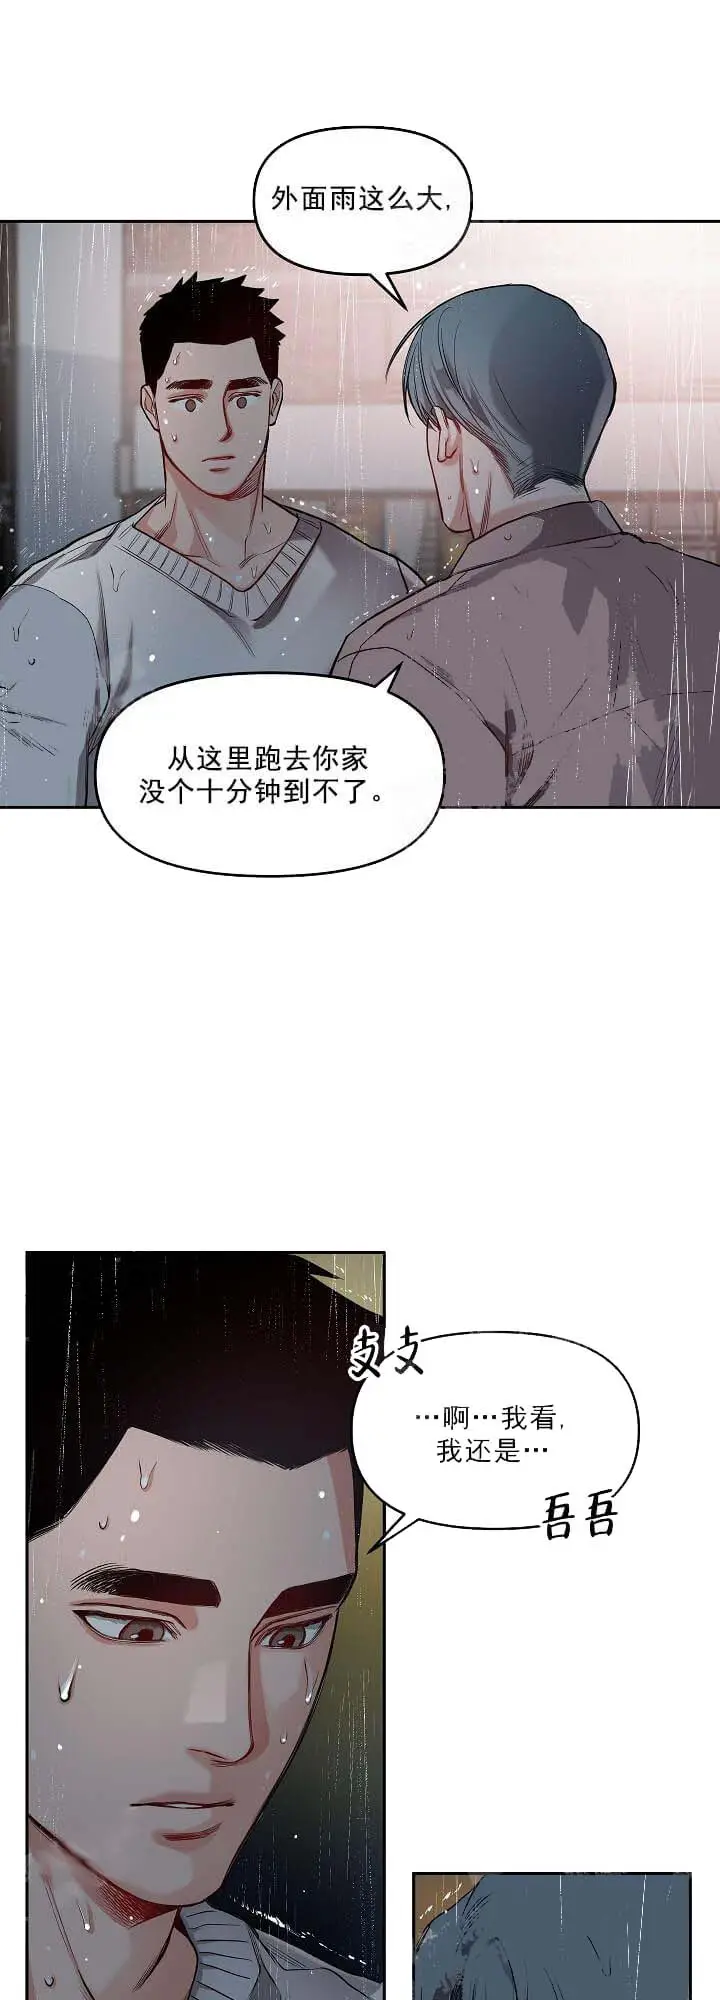 外面雨这么大，
从这里跑去你家
没个十分钟到不了。
支支
…啊…我看，
我还是…
吾吾